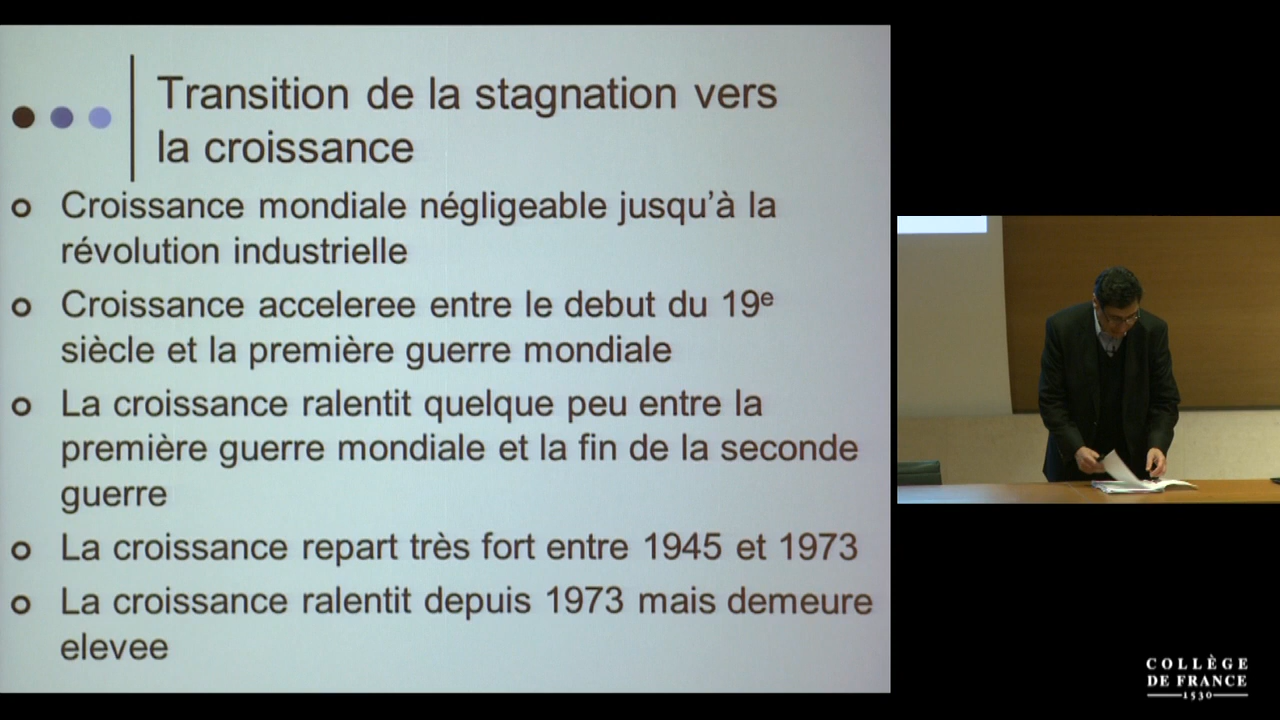 Transition de la stagnation vers
la croissance
Croissance mondiale négligeable jusqu'à la
révolution industrielle
Croissance acceleree entre le debut du 19e
siècle et la première guerre mondiale
La croissance ralentit quelque peu entre la
première guerre mondiale et la fin de la seconde
guerre
La croissance repart très fort entre 1945 et 1973
La croissance ralentit depuis 1973 mais demeure
elevee
COLLÈGE
DE FRANCE
1530